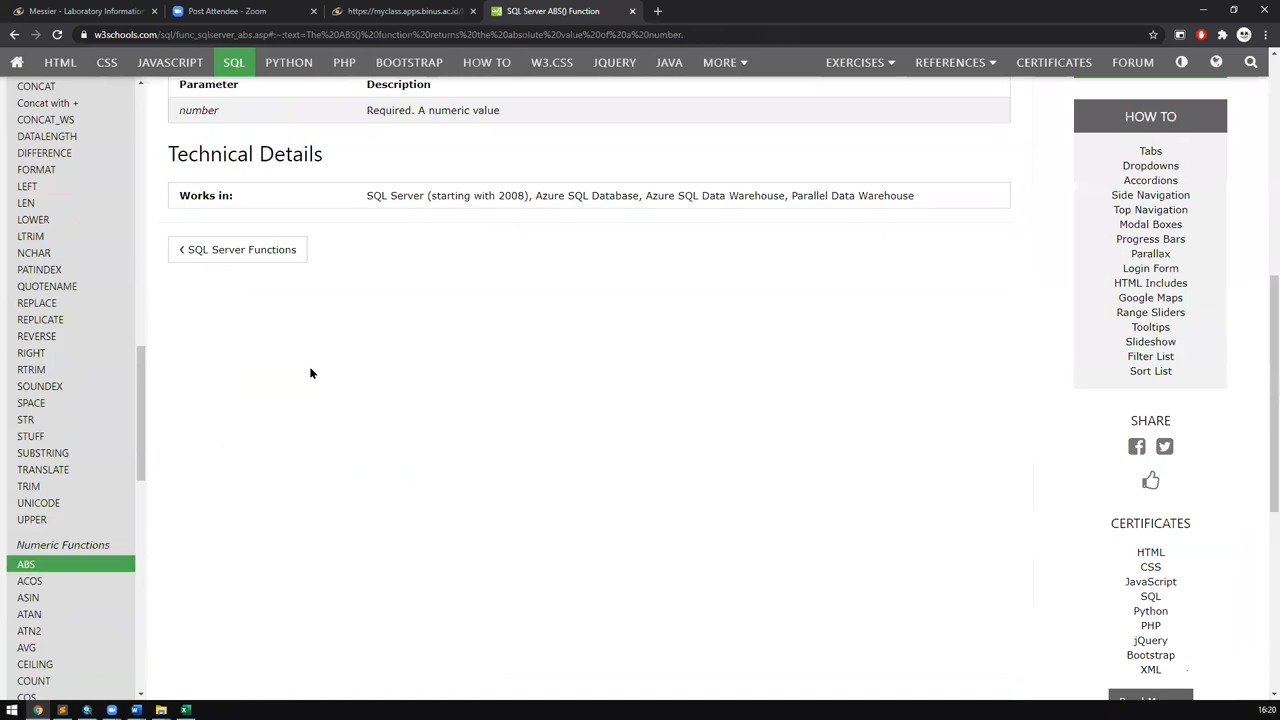 Messier - Laboratory Informatio
Post Attendee - Zoom
https://myclass.apps.binus.ac.id/
SQL Server ABS() Function
w3schools.com/sql/func_sqlserver_abs.asp#:~:text=The%20ABS()%20function%20returns%20the%20absolute%20value%20of%20a%20number.
HTML CSS JAVASCRIPT SQL PYTHON PHP BOOTSTRAP HOW TO W3.CSS JQUERY JAVA MORE EXERCISES REFERENCES CERTIFICATES FORUM
CONCAT
Concat with +
CONCAT_WS
DATALENGTH
DIFFERENCE
FORMAT
LEFT
LEN
LOWER
LTRIM
NCHAR
PATINDEX
QUOTENAME
REPLACE
REPLICATE
REVERSE
RIGHT
RTRIM
SOUNDEX
SPACE
STR
STUFF
SUBSTRING
TRANSLATE
TRIM
UNICODE
UPPER
Numeric Functions
ABS
ACOS
ASIN
ATAN
ATN2
AVG
CEILING
COUNT
COS
Parameter Description
number Required. A numeric value
Technical Details
Works in: SQL Server (starting with 2008), Azure SQL Database, Azure SQL Data Warehouse, Parallel Data Warehouse
❮ SQL Server Functions
HOW TO
Tabs
Dropdowns
Accordions
Side Navigation
Top Navigation
Modal Boxes
Progress Bars
Parallax
Login Form
HTML Includes
Google Maps
Range Sliders
Tooltips
Slideshow
Filter List
Sort List
SHARE
CERTIFICATES
HTML
CSS
JavaScript
SQL
Python
PHP
jQuery
Bootstrap
XML
16:20